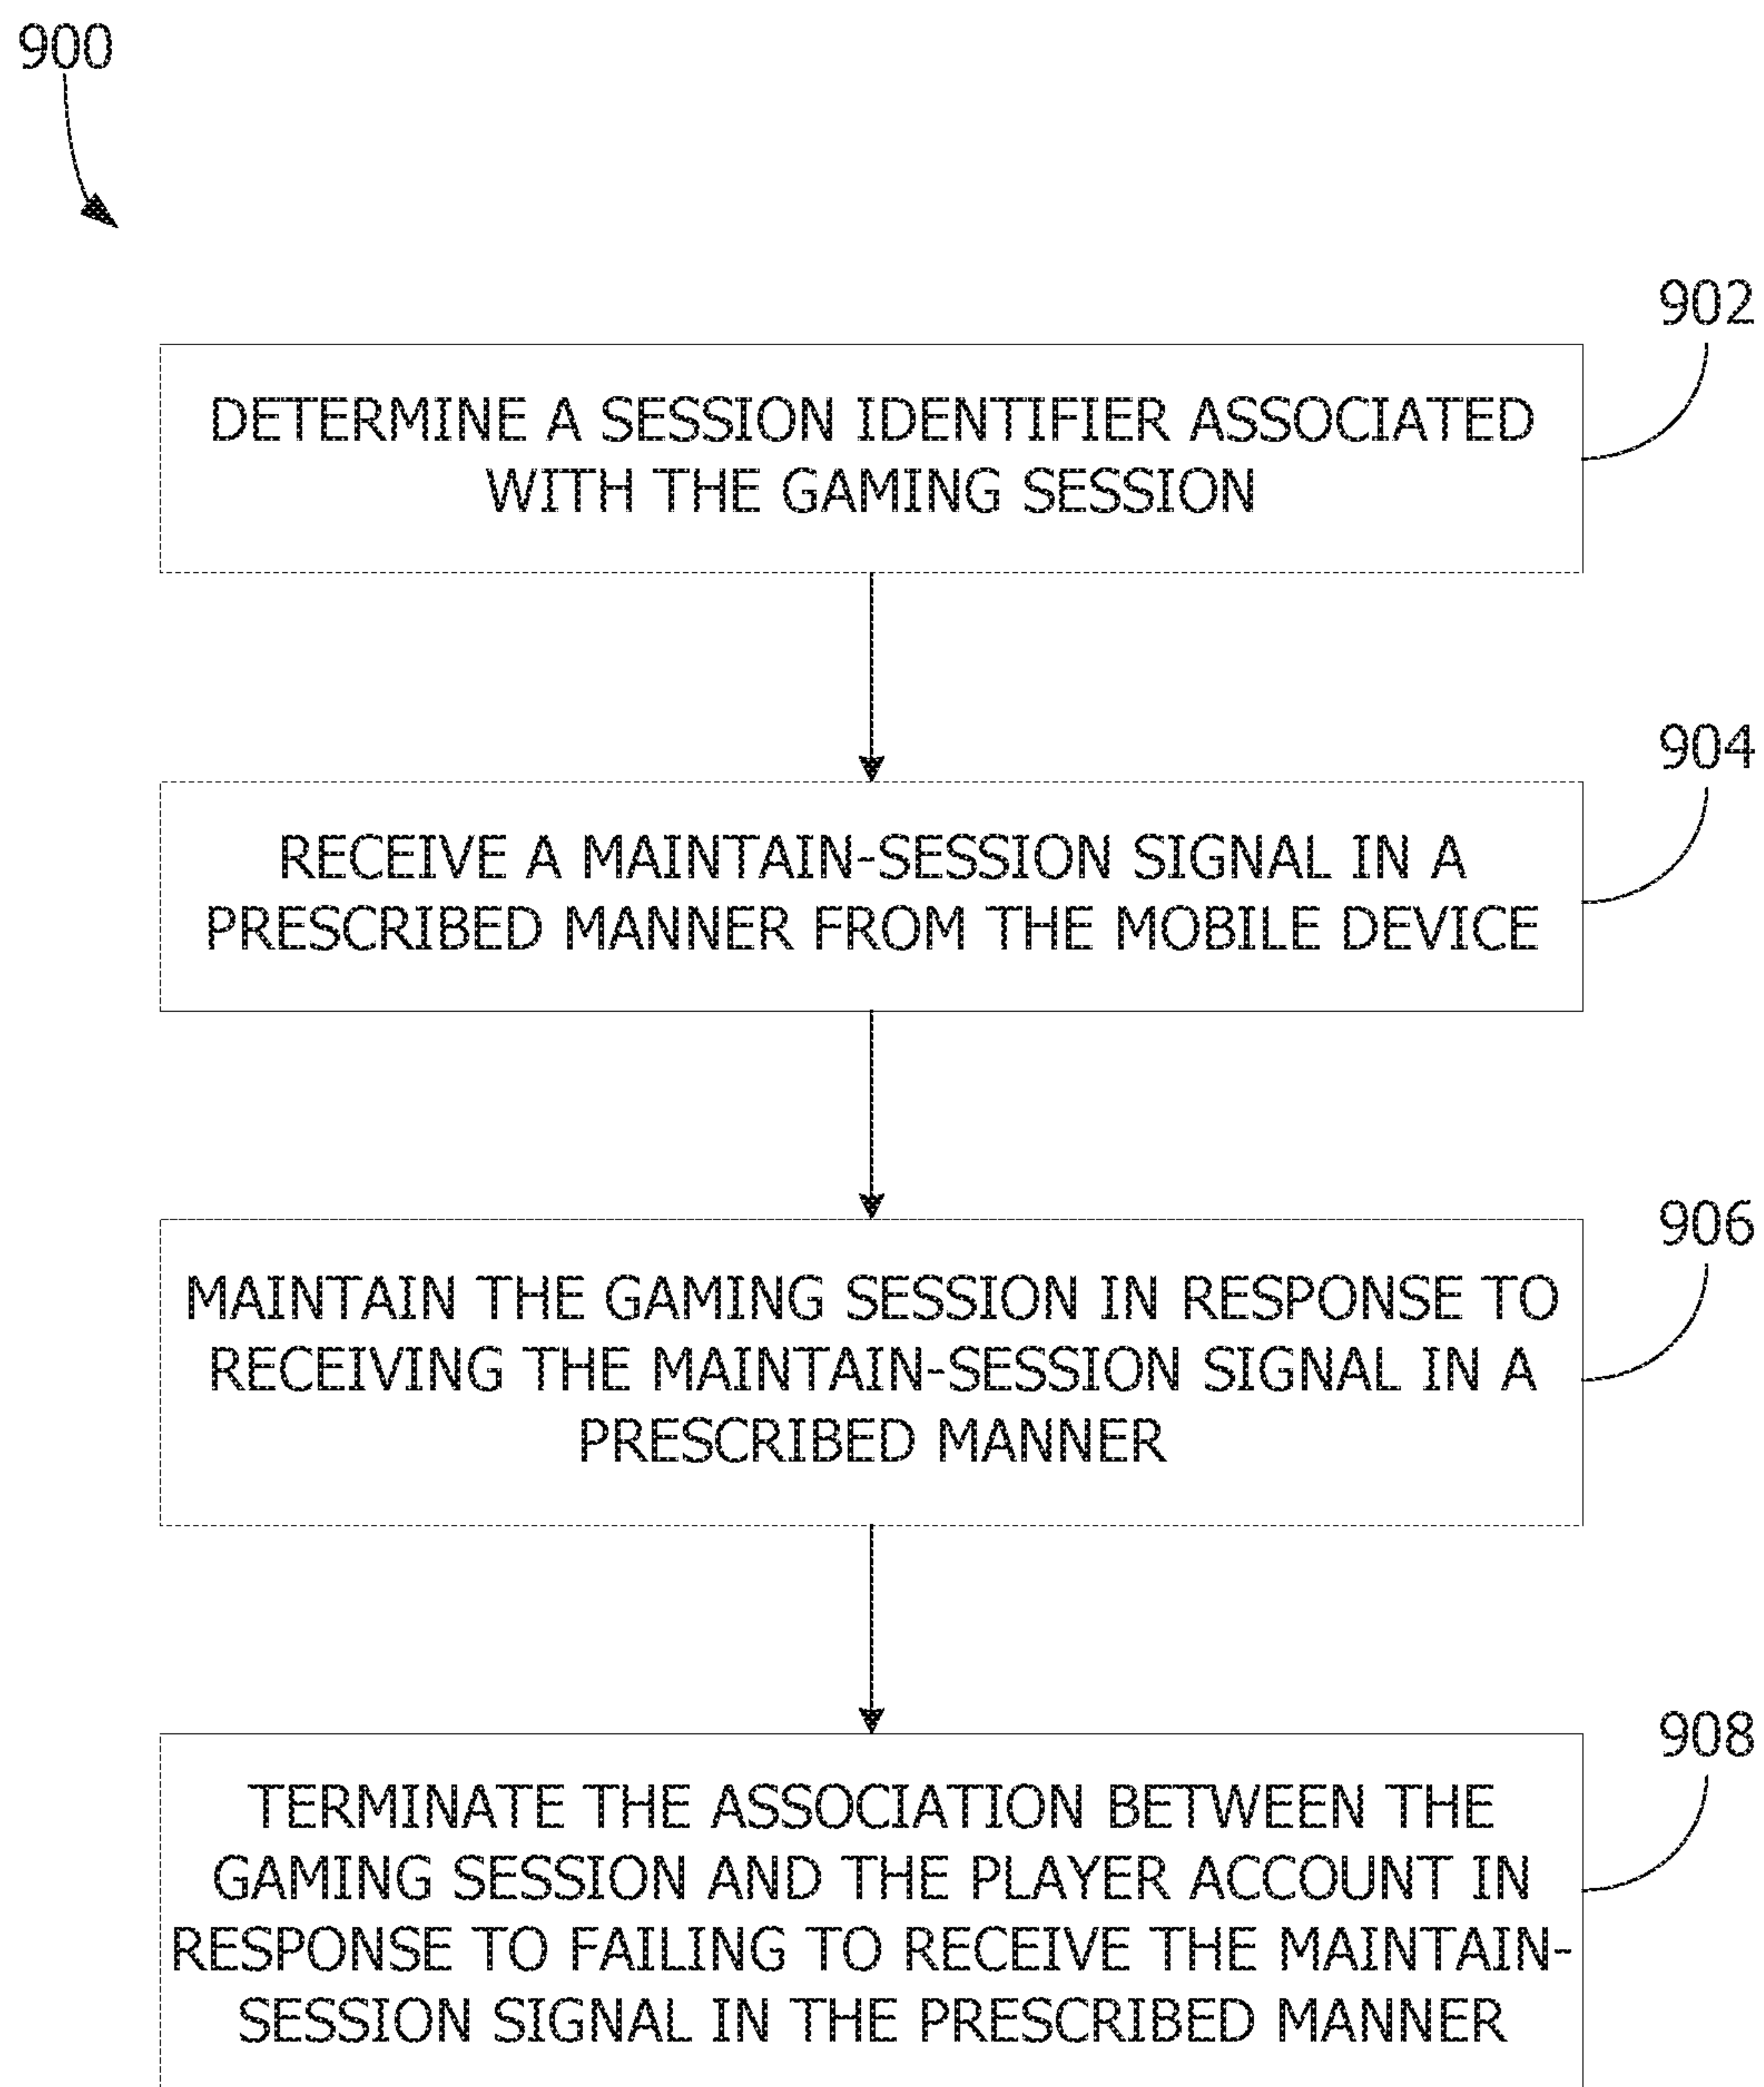 900
902
DETERMINE A SESSION IDENTIFIER ASSOCIATED
WITH THE GAMING SESSION
904
RECEIVE A MAINTAIN-SESSION SIGNAL IN A
PRESCRIBED MANNER FROM THE MOBILE DEVICE
906
MAINTAIN THE GAMING SESSION IN RESPONSE TO
RECEIVING THE MAINTAIN-SESSION SIGNAL IN A
PRESCRIBED MANNER
908
TERMINATE THE ASSOCIATION BETWEEN THE
GAMING SESSION AND THE PLAYER ACCOUNT IN
RESPONSE TO FAILING TO RECEIVE THE MAINTAIN-
SESSION SIGNAL IN THE PRESCRIBED MANNER